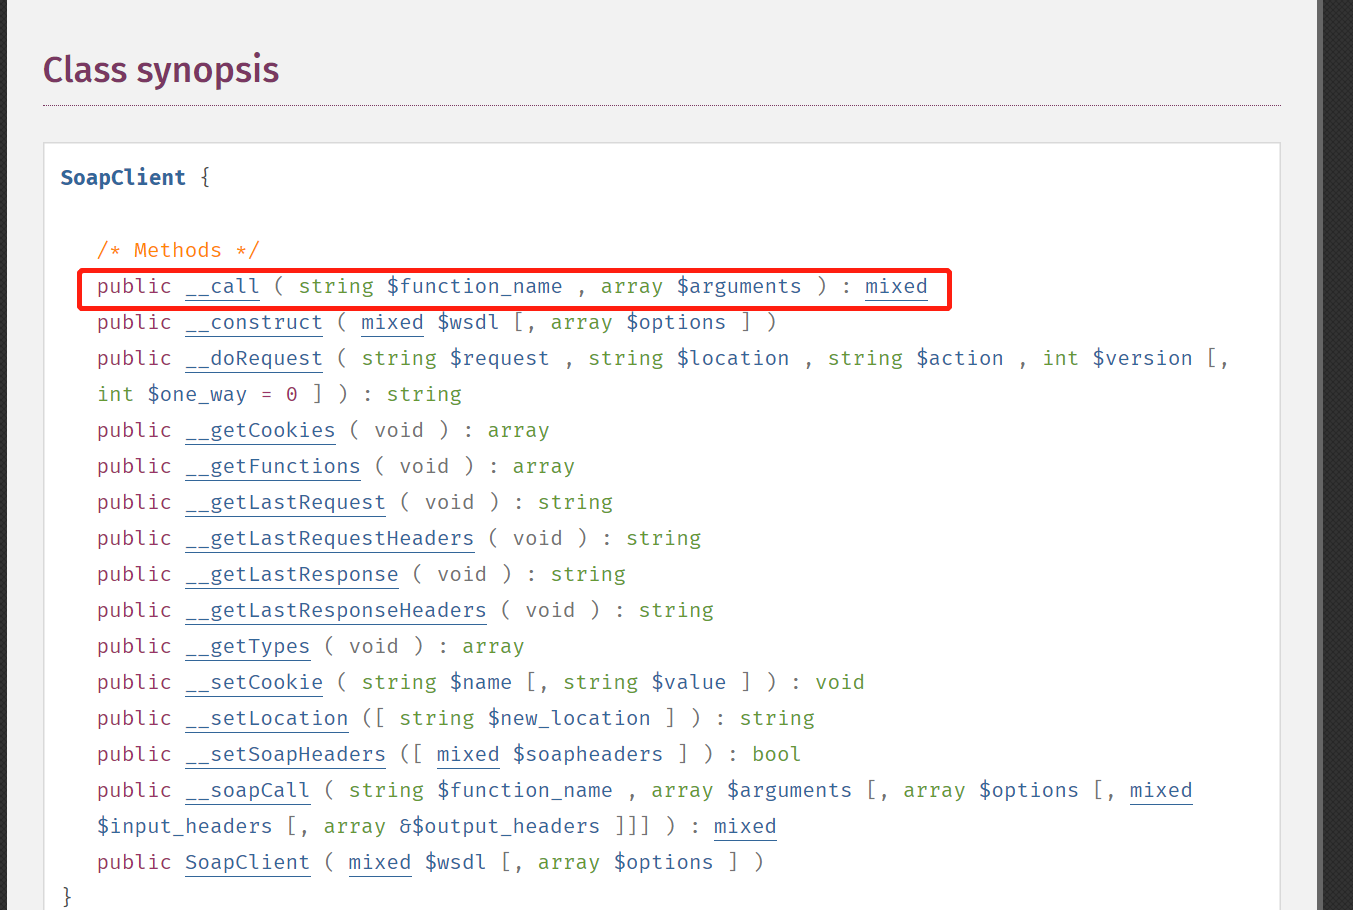 Class synopsis
SoapClient {
/* Methods */
public __call ( string $function_name , array $arguments ) : mixed
public __construct ( mixed $wsdl [, array $options ] )
public __doRequest ( string $request , string $location , string $action , int $version [,
int $one_way = 0 ] ) : string
public __getCookies ( void ) : array
public __getFunctions ( void ) : array
public __getLastRequest ( void ) : string
public __getLastRequestHeaders ( void ) : string
public __getLastResponse ( void ) : string
public __getLastResponseHeaders ( void ) : string
public __getTypes ( void ) : array
public __setCookie ( string $name [, string $value ] ) : void
public __setLocation ([ string $new_location ] ) : string
public __setSoapHeaders ([ mixed $soapheaders ] ) : bool
public __soapCall ( string $function_name , array $arguments [, array $options [, mixed
$input_headers [, array &$output_headers ]]] ) : mixed
public SoapClient ( mixed $wsdl [, array $options ] )
}